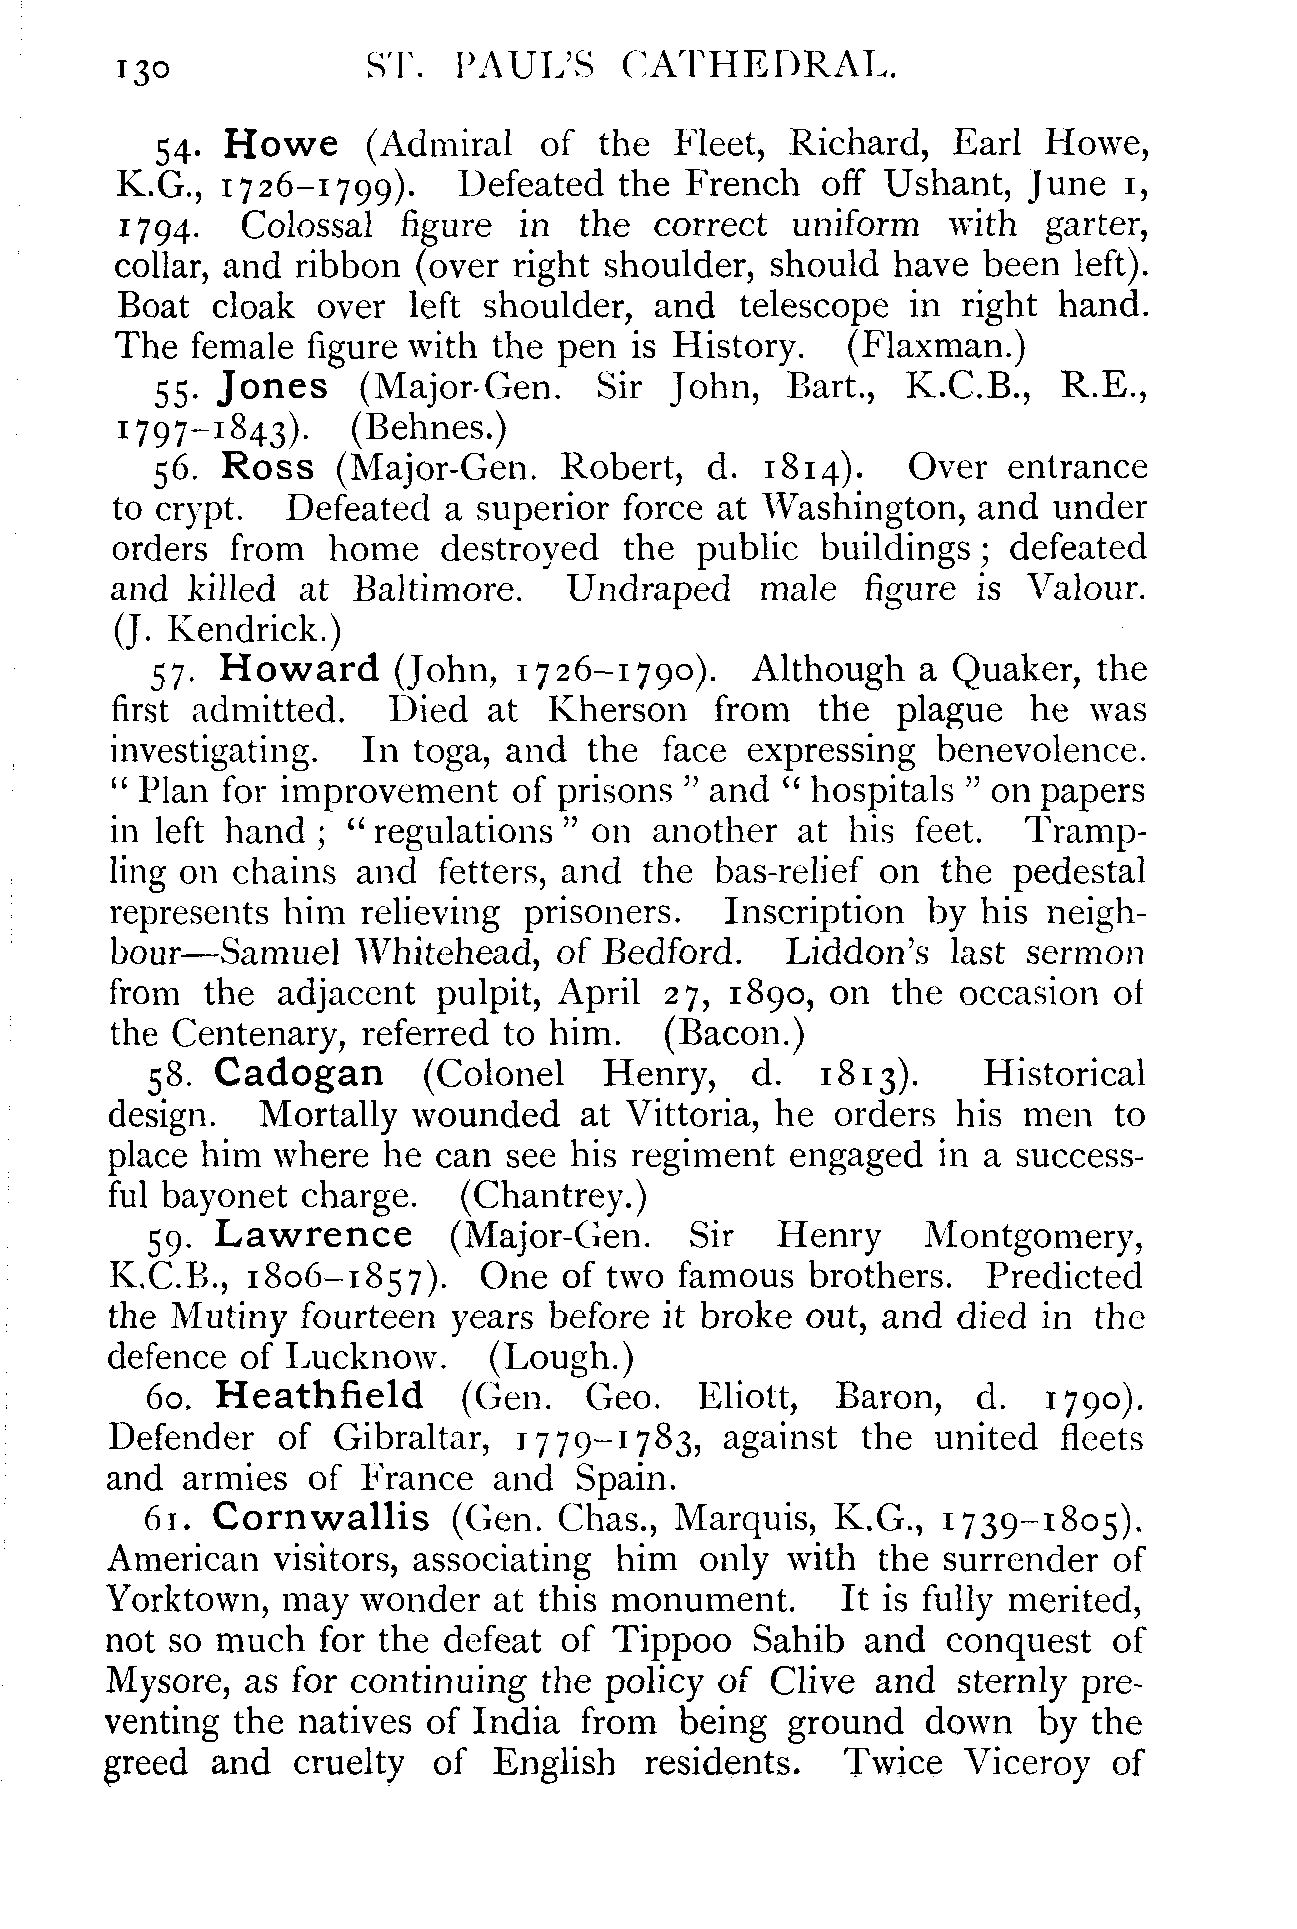 130 ST. PAUL'S CATHEDRAL.
54. Howe (Admiral of the Fleet, Richard, Earl Howe,
K.G., 1726–1799). Defeated the French off Ushant, June 1,
1794. Colossal figure in the correct uniform with garter,
collar, and ribbon (over right shoulder, should have been left).
Boat cloak over left shoulder, and telescope in right hand.
The female figure with the pen is History. (Flaxman.)
55. Jones (Major-Gen. Sir John, Bart., K.C.B., R.E.,
1797–1843). (Behnes.)
56. Ross (Major-Gen. Robert, d. 1814). Over entrance
to crypt. Defeated a superior force at Washington, and under
orders from home destroyed the public buildings ; defeated
and killed at Baltimore. Undraped male figure is Valour.
(J. Kendrick.)
57. Howard (John, 1726–1790). Although a Quaker, the
first admitted. Died at Kherson from the plague he was
investigating. In toga, and the face expressing benevolence.
“ Plan for improvement of prisons ” and “ hospitals ” on papers
in left hand ; “ regulations ” on another at his feet. Tramp-
ling on chains and fetters, and the bas-relief on the pedestal
represents him relieving prisoners. Inscription by his neigh-
bour—Samuel Whitehead, of Bedford. Liddon's last sermon
from the adjacent pulpit, April 27, 1890, on the occasion of
the Centenary, referred to him. (Bacon.)
58. Cadogan (Colonel Henry, d. 1813). Historical
design. Mortally wounded at Vittoria, he orders his men to
place him where he can see his regiment engaged in a success-
ful bayonet charge. (Chantrey.)
59. Lawrence (Major-Gen. Sir Henry Montgomery,
K.C.B., 1806–1857). One of two famous brothers. Predicted
the Mutiny fourteen years before it broke out, and died in the
defence of Lucknow. (Lough.)
60. Heathfield (Gen. Geo. Eliott, Baron, d. 1790).
Defender of Gibraltar, 1779–1783, against the united fleets
and armies of France and Spain.
61. Cornwallis (Gen. Chas., Marquis, K.G., 1739–1805).
American visitors, associating him only with the surrender of
Yorktown, may wonder at this monument. It is fully merited,
not so much for the defeat of Tippoo Sahib and conquest of
Mysore, as for continuing the policy of Clive and sternly pre-
venting the natives of India from being ground down by the
greed and cruelty of English residents. Twice Viceroy of